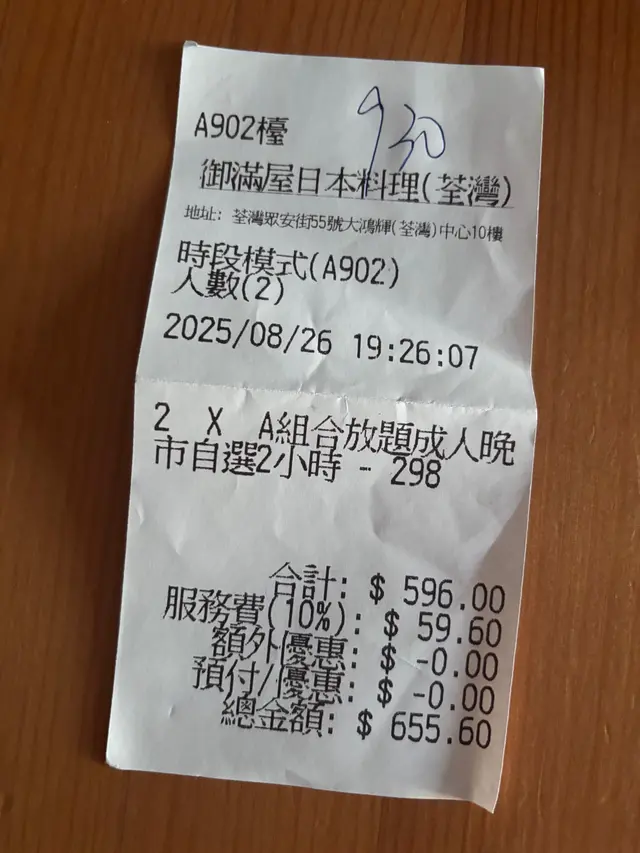 A902檯
930
御滿屋日本料理(荃灣)
地址: 荃灣眾安街55號大鴻輝(荃灣)中心10樓
時段模式(A902)
人數(2)
2025/08/26 19:26:07
2 X A組合放題成人晚
市自選2小時 - 298
合計: $ 596.00
服務費(10%): $ 59.60
額外優惠: $ -0.00
預付/優惠: $ -0.00
總金額: $ 655.60